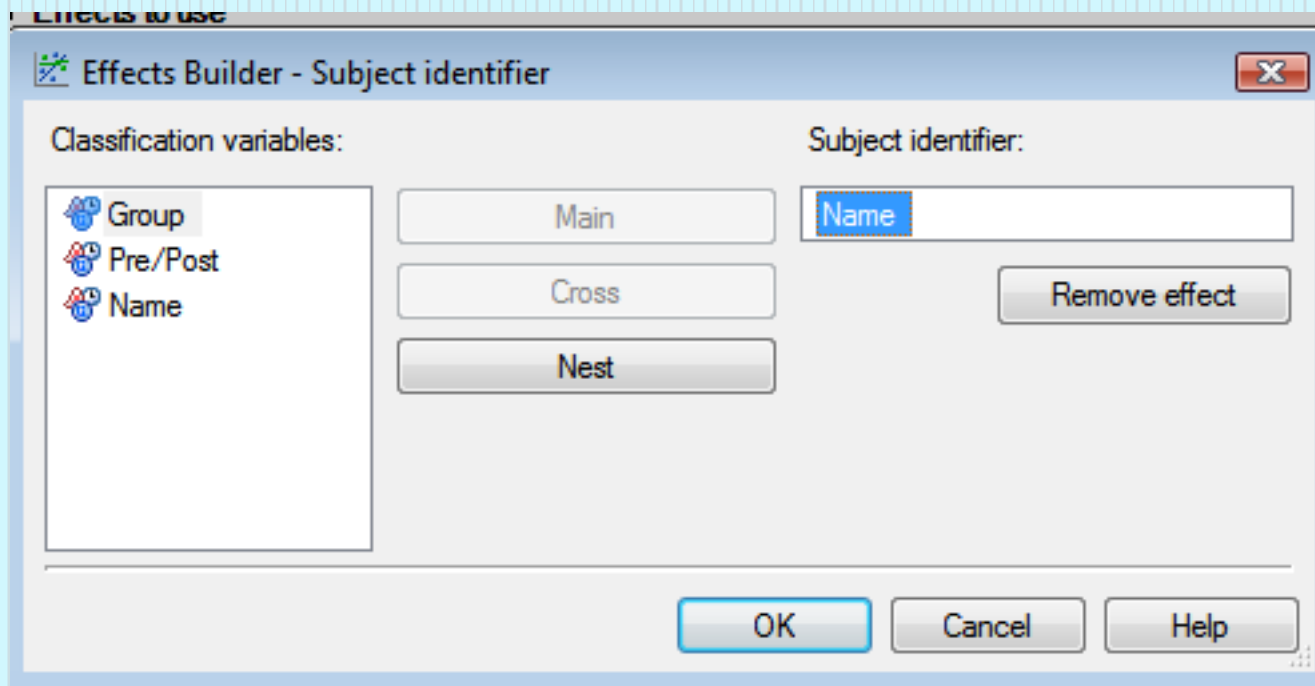 Effects to use
Effects Builder - Subject identifier
Classification variables:
Group
Pre/Post
Name
Main
Cross
Nest
Subject identifier:
Name
Remove effect
OK
Cancel
Help